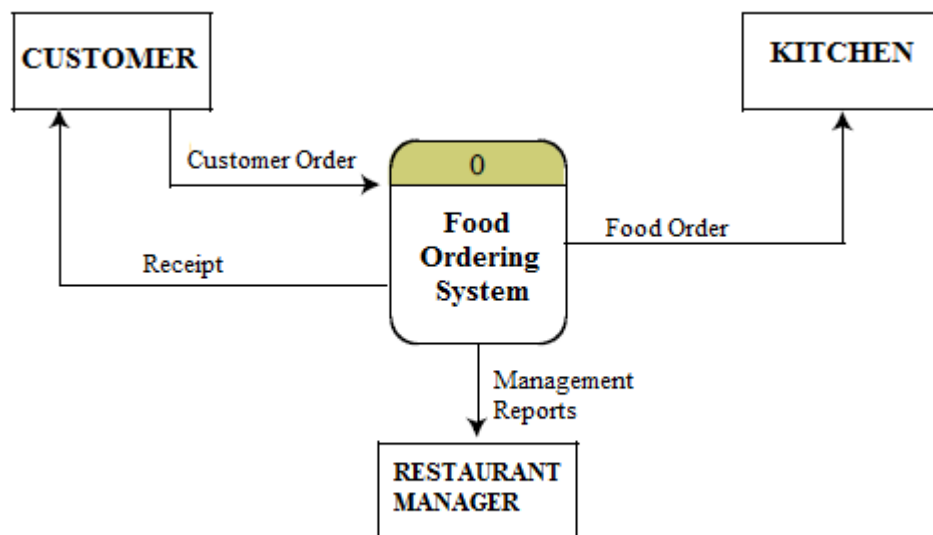 CUSTOMER
KITCHEN
Customer Order
0
Food
Ordering
System
Food Order
Receipt
Management
Reports
RESTAURANT
MANAGER